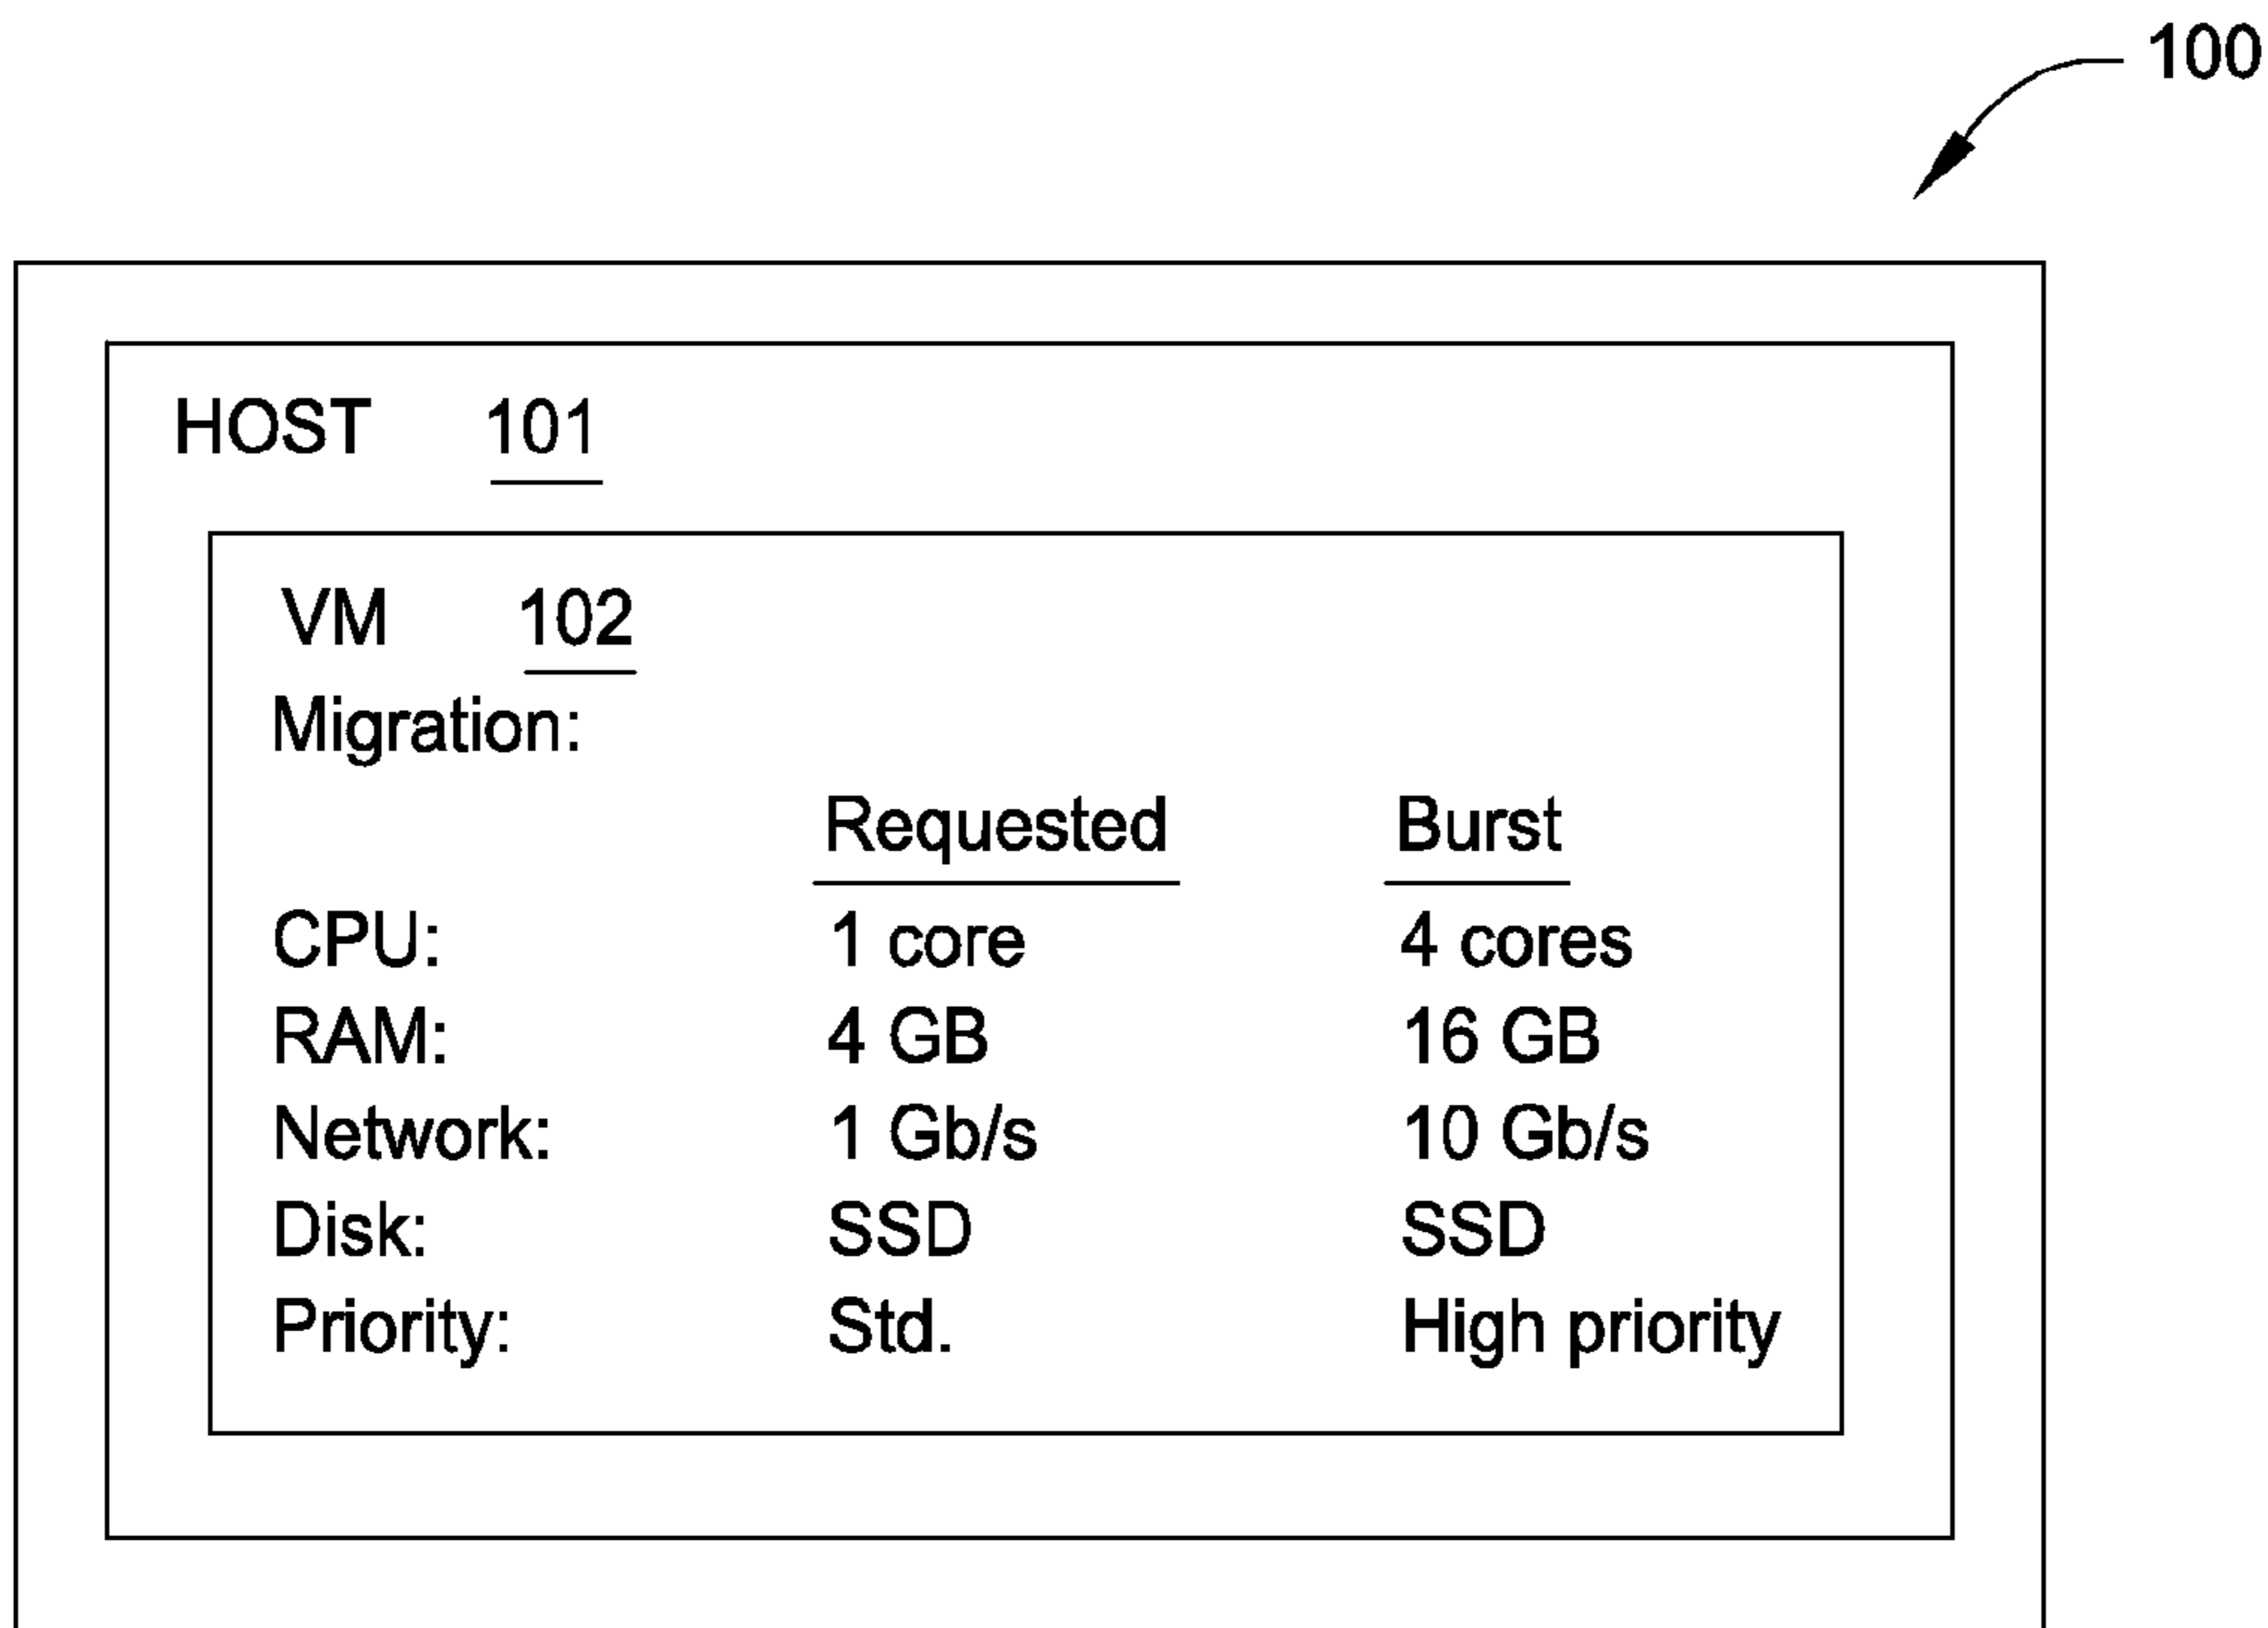 100
HOST 101
VM 102
Migration:
Requested Burst
CPU: 1 core 4 cores
RAM: 4 GB 16 GB
Network: 1 Gb/s 10 Gb/s
Disk: SSD SSD
Priority: Std. High priority